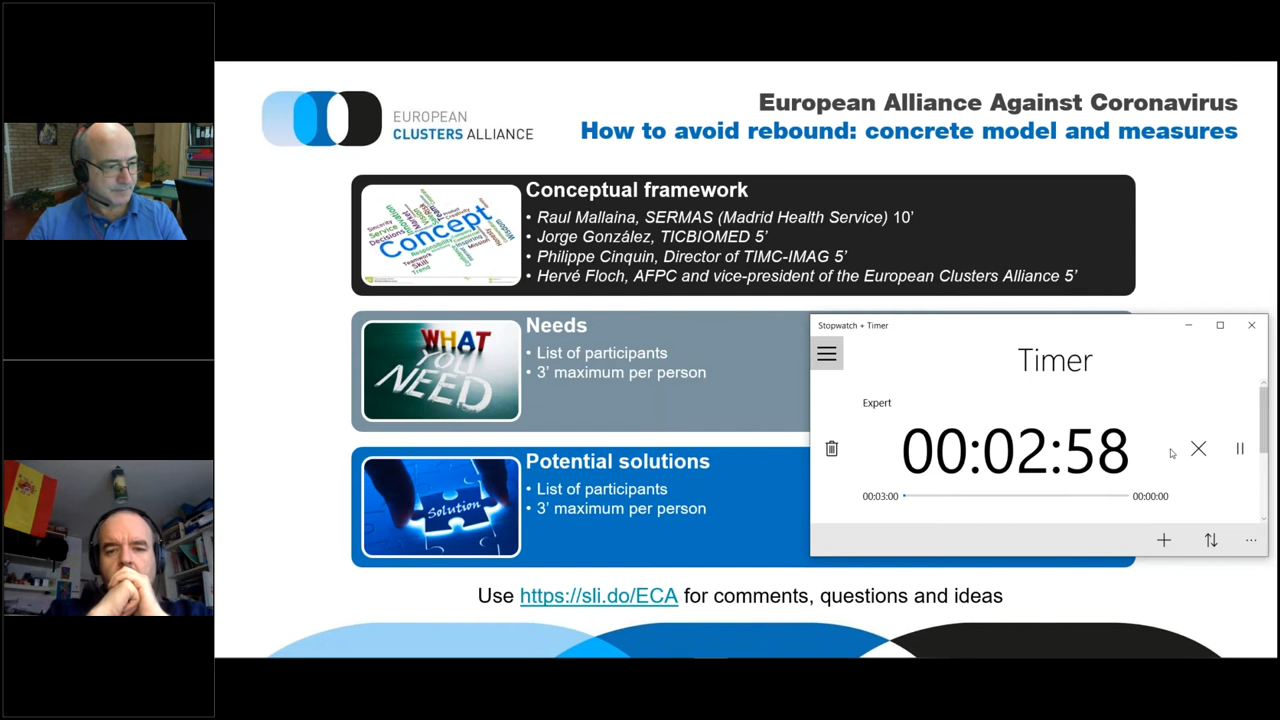 EUROPEAN
CLUSTERS ALLIANCE
European Alliance Against Coronavirus
How to avoid rebound: concrete model and measures
Concept
Conceptual framework
• Raul Mallaina, SERMAS (Madrid Health Service) 10’
• Jorge González, TICBIOMED 5’
• Philippe Cinquin, Director of TIMC-IMAG 5’
• Hervé Floch, AFPC and vice-president of the European Clusters Alliance 5’
WHAT
YOU
NEED
Needs
• List of participants
• 3’ maximum per person
Solution
Potential solutions
• List of participants
• 3’ maximum per person
Stopwatch + Timer
Timer
Expert
00:02:58
00:03:00
00:00:00
Use https://sli.do/ECA for comments, questions and ideas